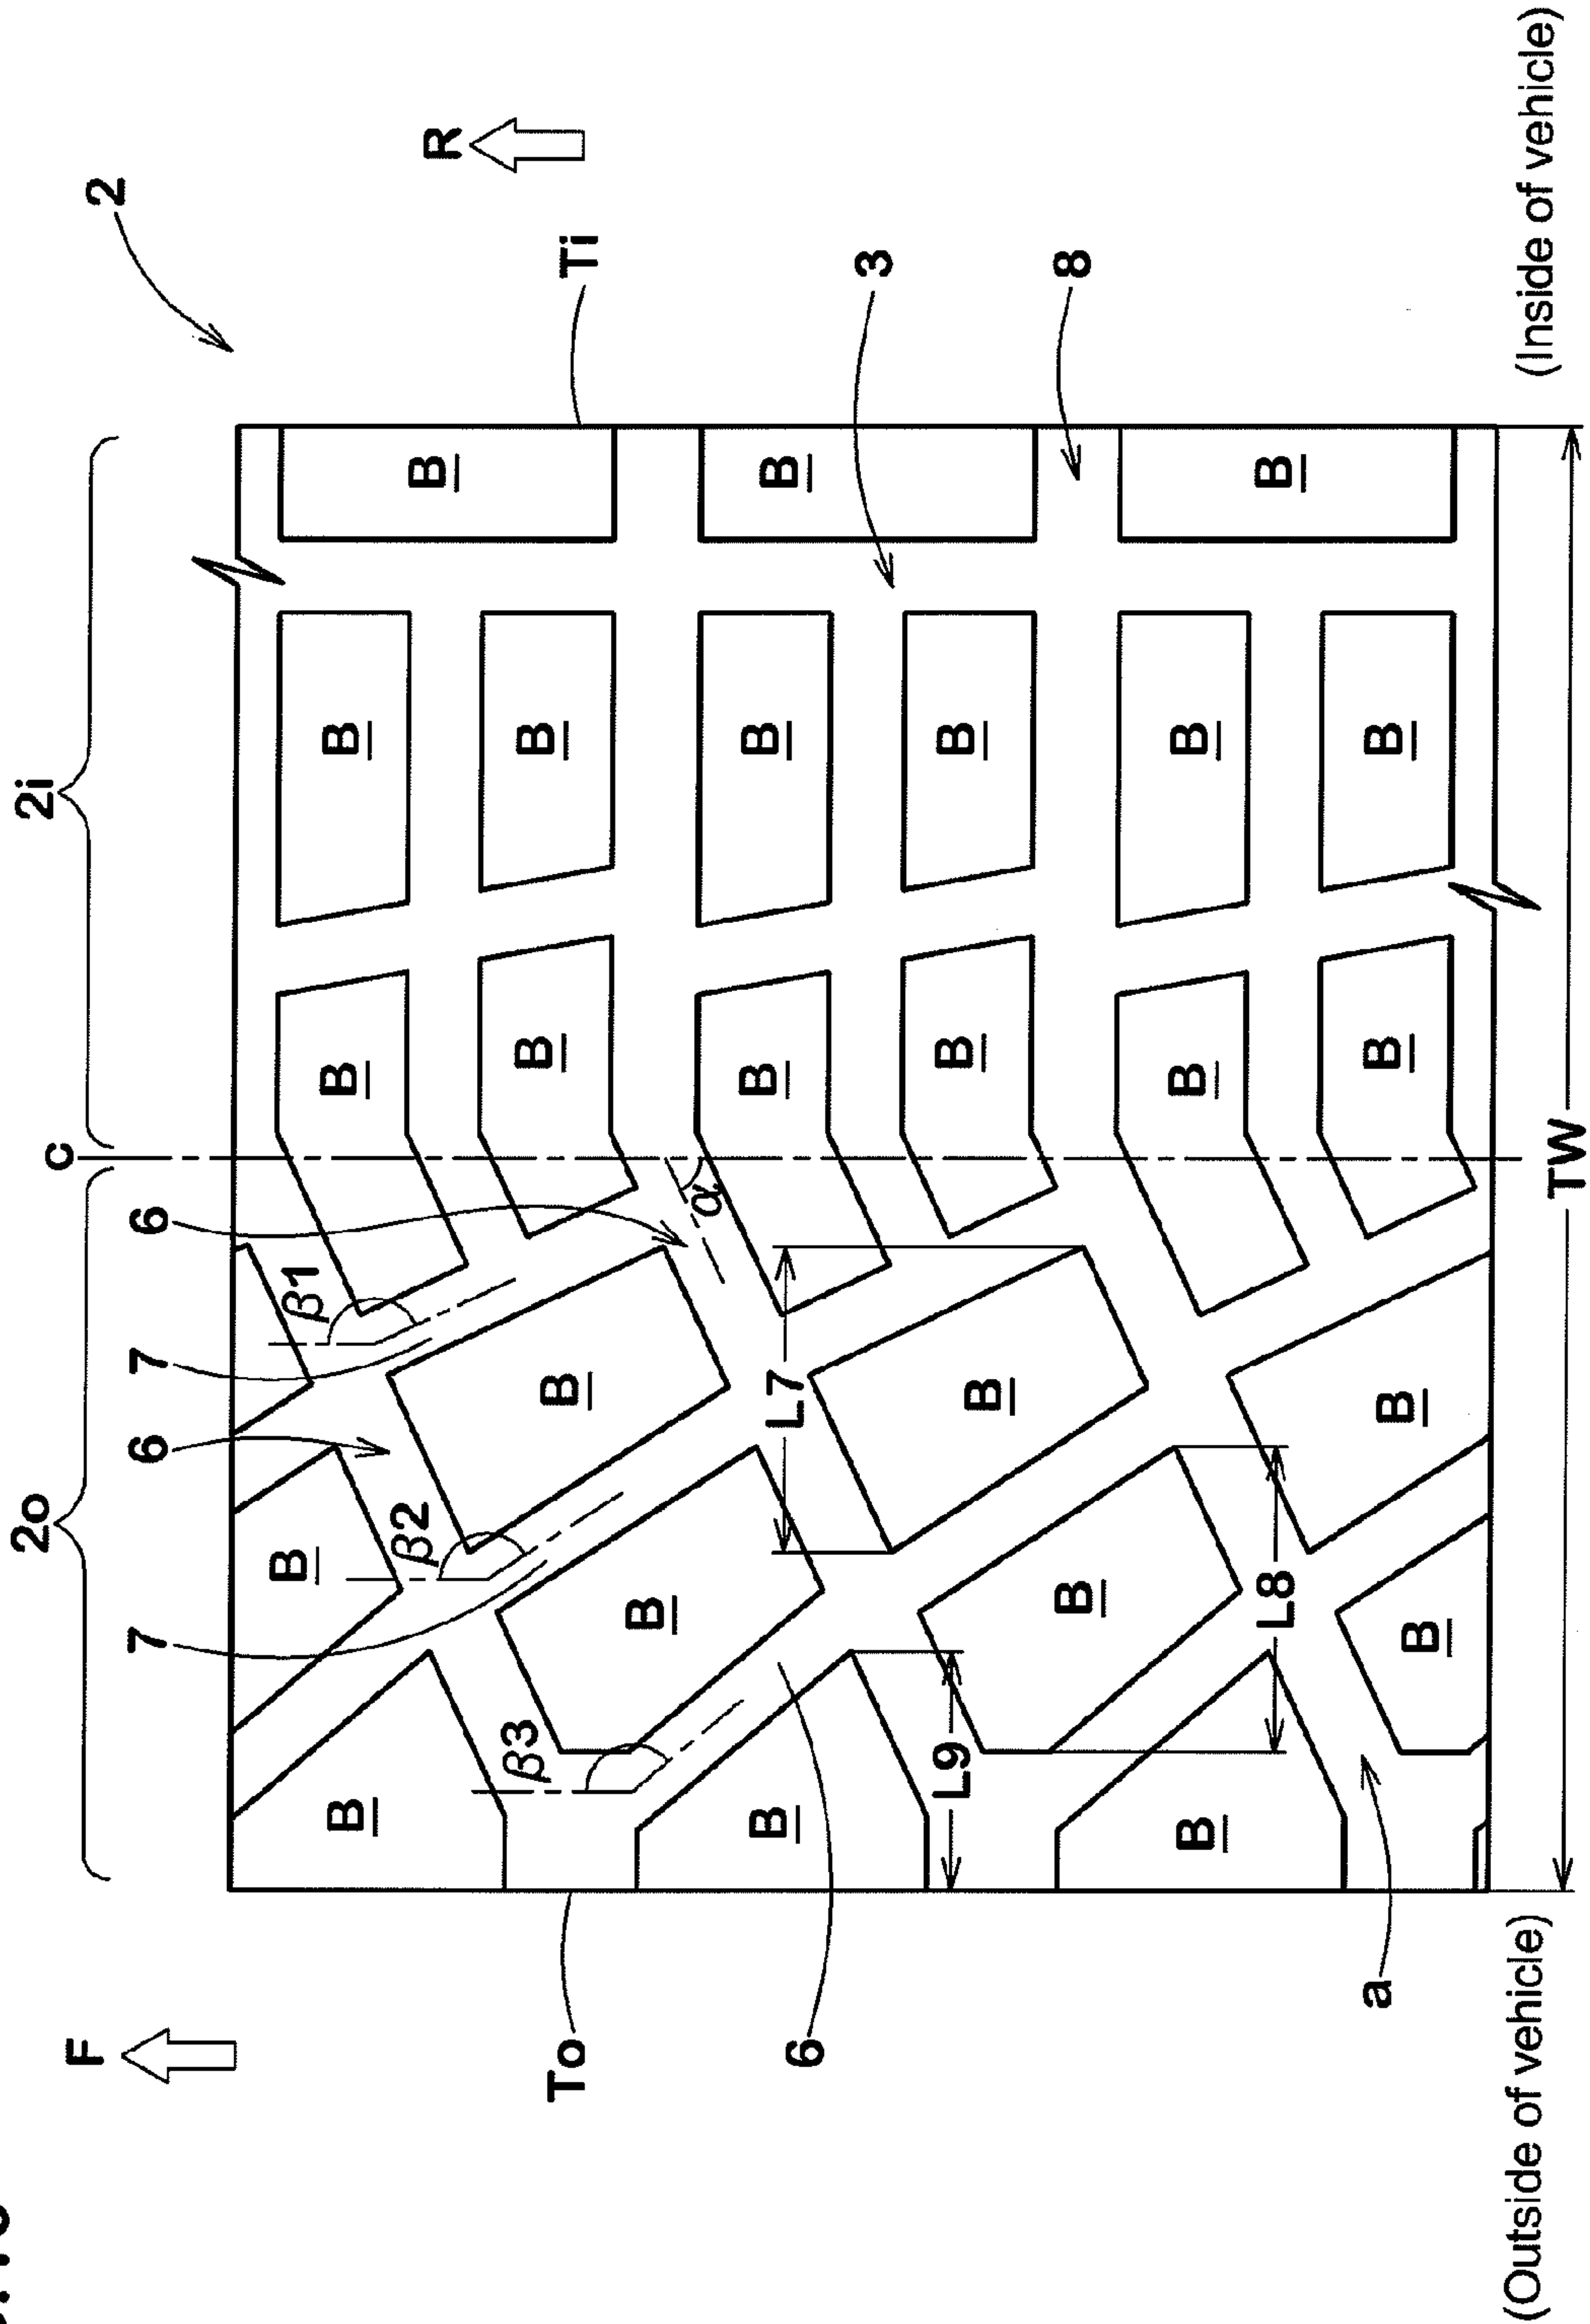 2o
2i
C
F
2
7
6
7
6
R
B
B
β1
B
B
B
β2
β3
B
B
B
To
Ti
B
α
B
B
B
B
L7
6
3
L9
B
B
B
8
B
B
B
B
L8
B
a
B
B
B
B
(Outside of vehicle)
(Inside of vehicle)
TW